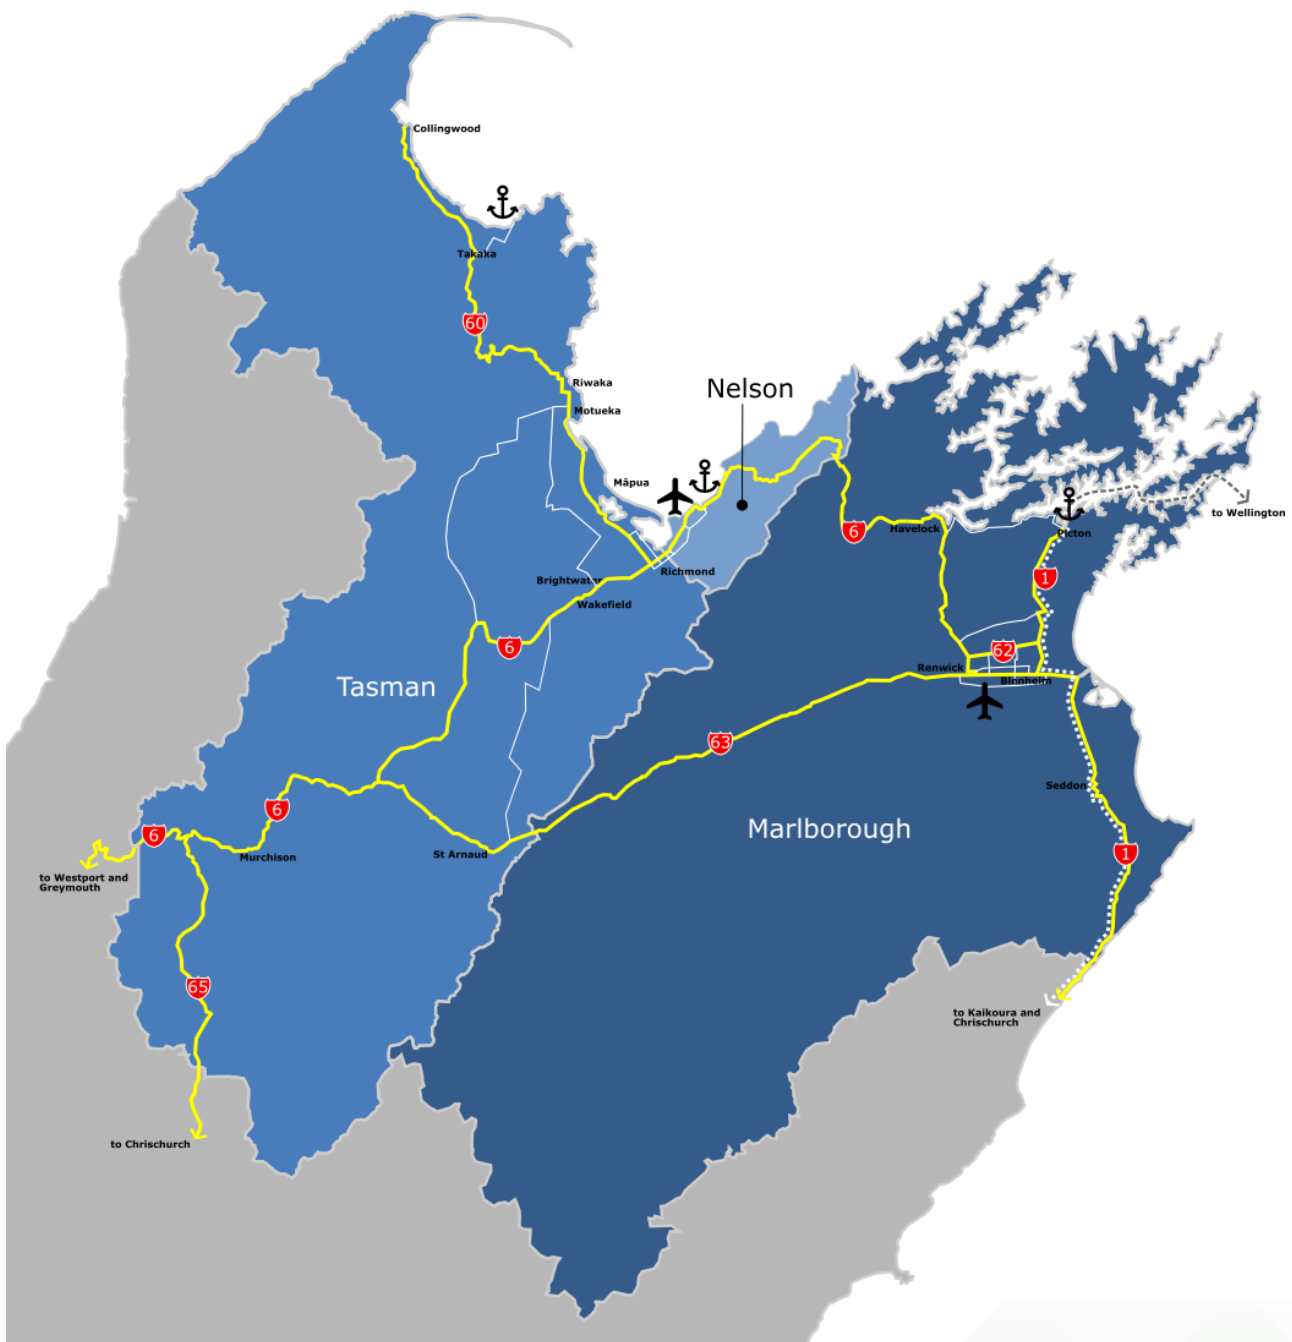 Collingwood
Takaka
60
Riwaka
Nelson
Motueka
Māpua
to Wellington
6
Havelock
Picton
Richmond
1
Brightwater
Wakefield
6
62
Renwick
Blenheim
Tasman
63
Seddon
6
Marlborough
6
1
St Arnaud
Murchison
to Westport and
Greymouth
65
to Kaikoura and
Chrischurch
to Chrischurch